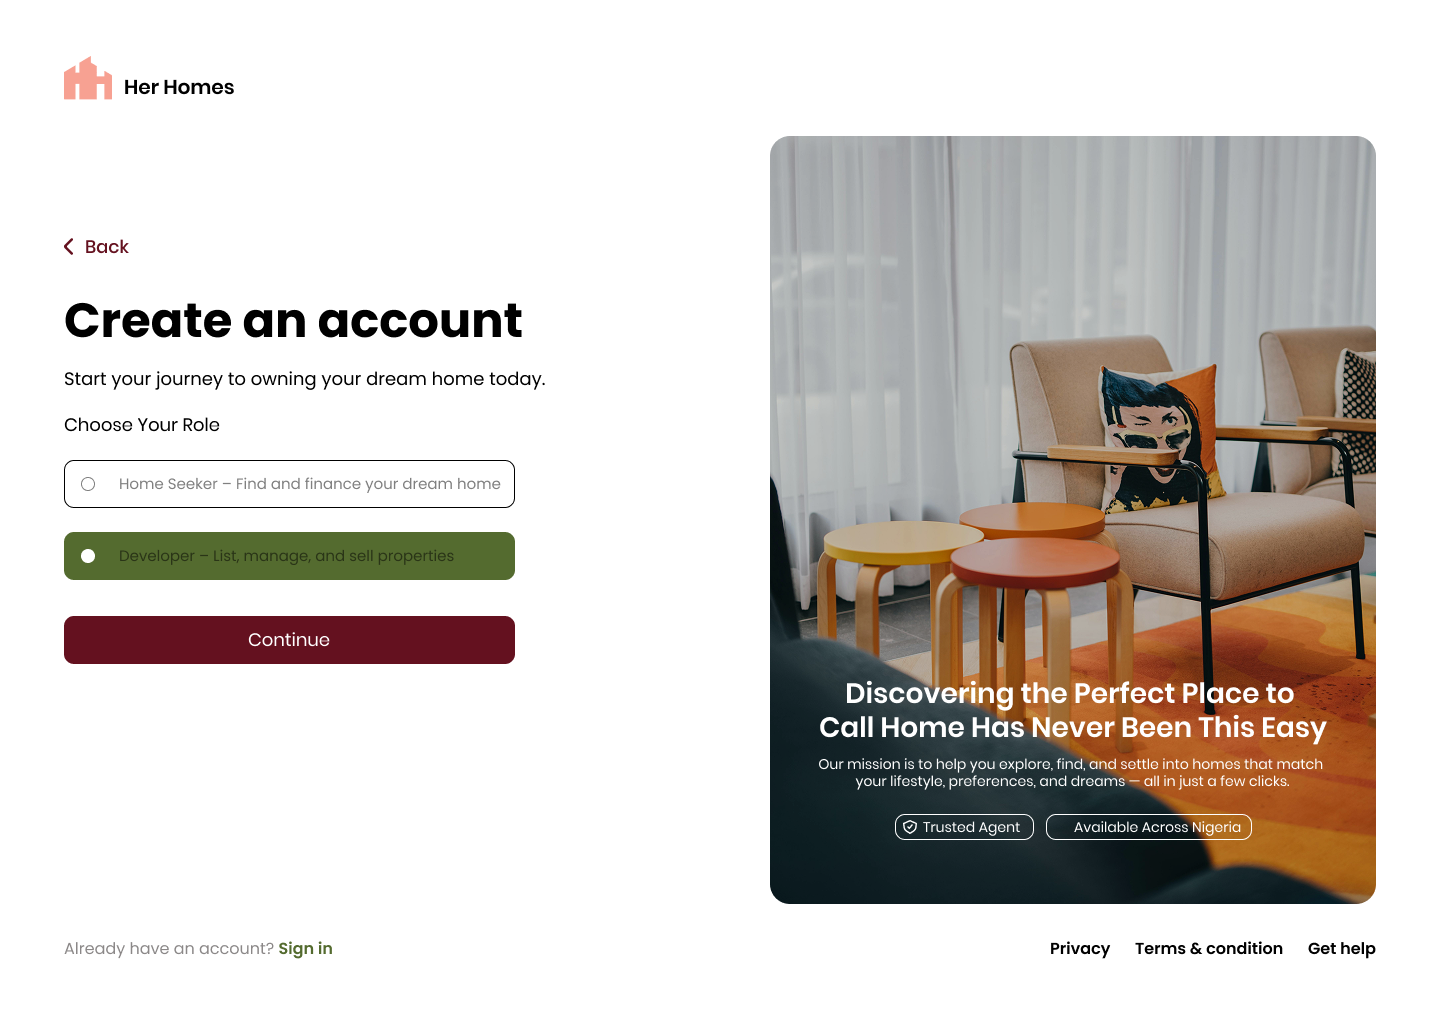 Her Homes
Back
Create an account
Start your journey to owning your dream home today.
Choose Your Role
Home Seeker – Find and finance your dream home
Developer – List, manage, and sell properties
Continue
Discovering the Perfect Place to
Call Home Has Never Been This Easy
Our mission is to help you explore, find, and settle into homes that match
your lifestyle, preferences, and dreams — all in just a few clicks.
Trusted Agent
Available Across Nigeria
Already have an account? Sign in
Privacy
Terms & condition
Get help